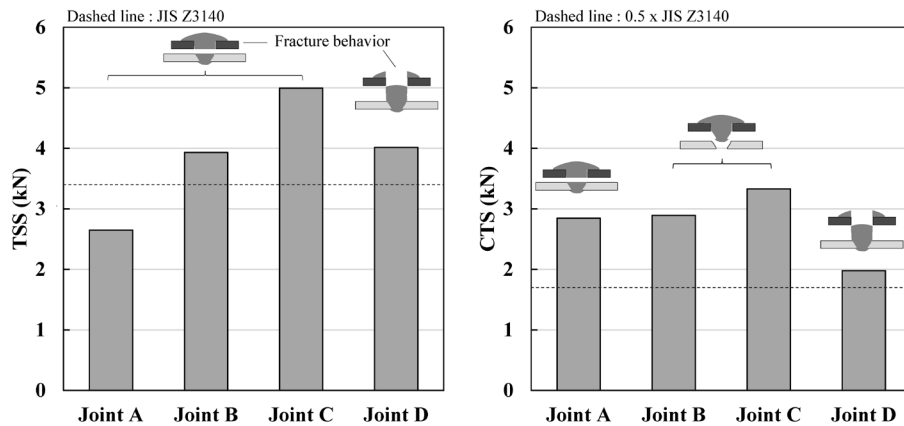 Dashed line : JIS Z3140
6
5
4
3
2
1
0
TSS (kN)
Fracture behavior
Joint A Joint B Joint C Joint D
Dashed line : 0.5 x JIS Z3140
6
5
4
3
2
1
0
CTS (kN)
Joint A Joint B Joint C Joint D